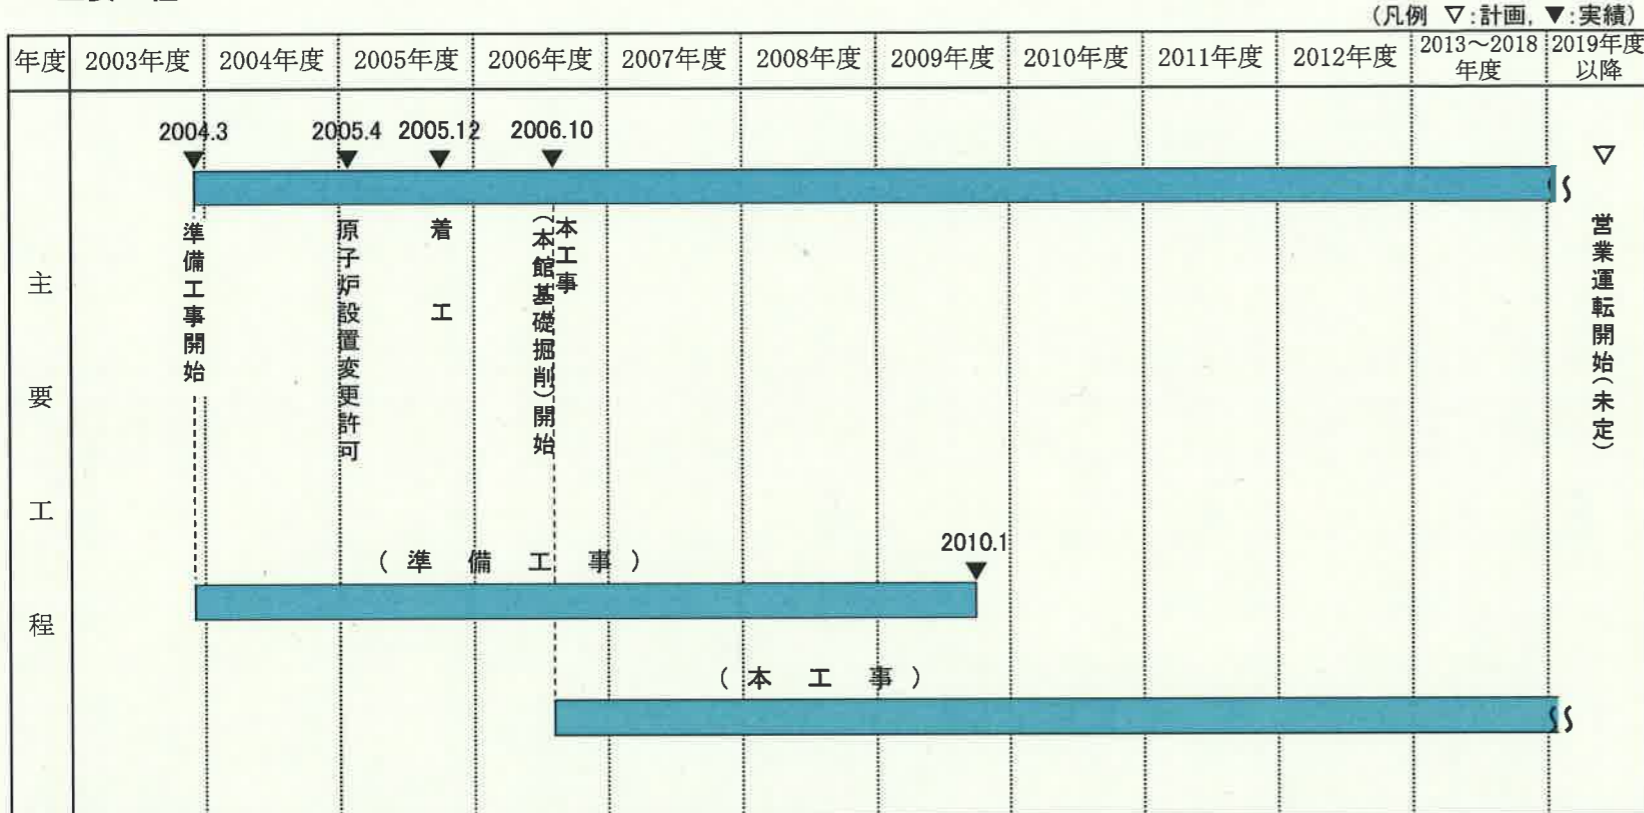 (凡例 ▽:計画, ▼:実績)
年度 2003年度 2004年度 2005年度 2006年度 2007年度 2008年度 2009年度 2010年度 2011年度 2012年度 2013～2018年度 2019年度以降
2004.3 2005.4 2005.12 2006.10
準備工事開始
原子炉設置変更許可
着工
本工事
(本館基礎掘削)開始
営業運転開始(未定)
主要工程
2010.1
(準備工事)
(本工事)